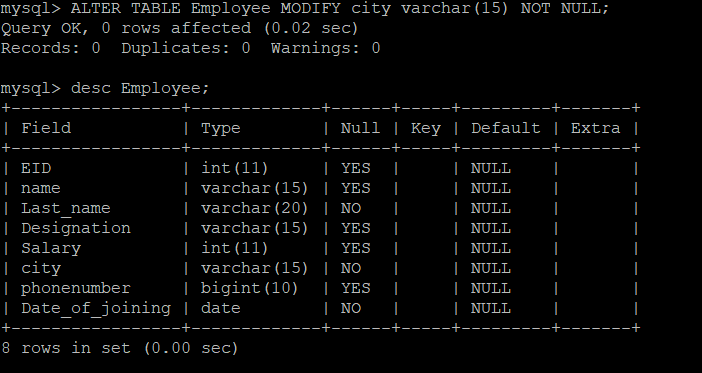 mysql> ALTER TABLE Employee MODIFY city varchar(15) NOT NULL;
Query OK, 0 rows affected (0.02 sec)
Records: 0  Duplicates: 0  Warnings: 0

mysql> desc Employee;
+-----------------+-------------+------+-----+---------+-------+
| Field           | Type        | Null | Key | Default | Extra |
+-----------------+-------------+------+-----+---------+-------+
| EID             | int(11)     | YES  |     | NULL    |       |
| name            | varchar(15) | YES  |     | NULL    |       |
| Last_name       | varchar(20) | NO   |     | NULL    |       |
| Designation     | varchar(15) | YES  |     | NULL    |       |
| Salary          | int(11)     | YES  |     | NULL    |       |
| city            | varchar(15) | NO   |     | NULL    |       |
| phonenumber     | bigint(10)  | YES  |     | NULL    |       |
| Date_of_joining | date        | NO   |     | NULL    |       |
+-----------------+-------------+------+-----+---------+-------+
8 rows in set (0.00 sec)